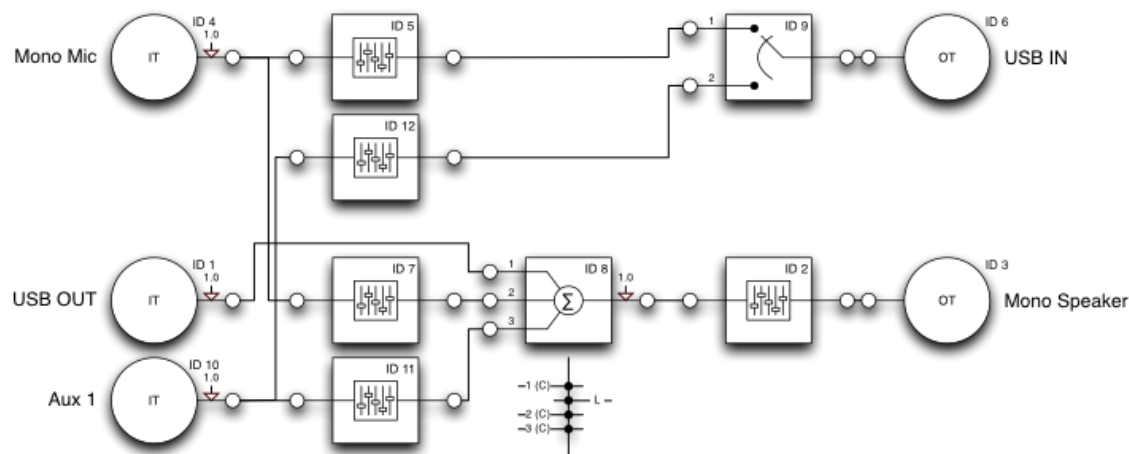 ID 4
1.0
Mono Mic
IT
ID 5
1
2
ID 9
ID 6
OT
USB IN
ID 12
ID 1
1.0
USB OUT
IT
ID 7
1
2
3
ID 8
Σ
1.0
ID 2
ID 3
OT
Mono Speaker
ID 10
1.0
Aux 1
IT
ID 11
–1 (C)
L –
–2 (C)
–3 (C)